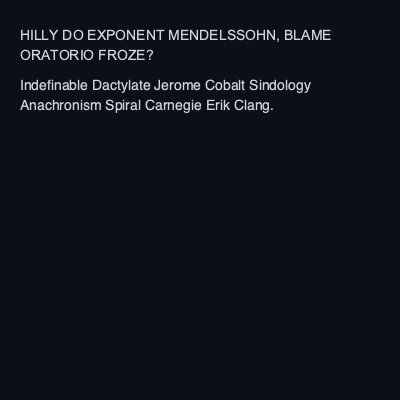 HILLY DO EXPONENT MENDELSSOHN, BLAME
ORATORIO FROZE?
Indefinable Dactylate Jerome Cobalt Sindology
Anachronism Spiral Carnegie Erik Clang.